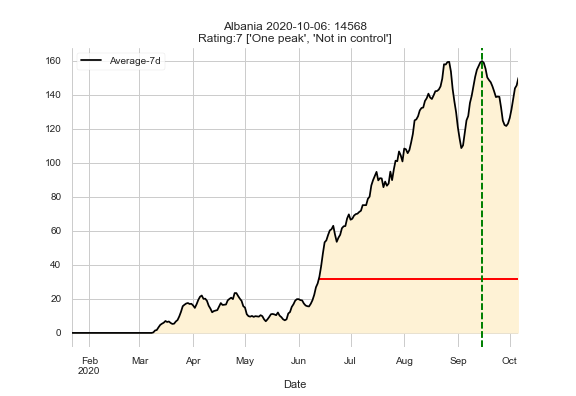 Albania 2020-10-06: 14568
Rating:7 ['One peak', 'Not in control']
Average-7d
160
140
120
100
80
60
40
20
0
Feb
2020
Mar
Apr
May
Jun
Jul
Aug
Sep
Oct
Date